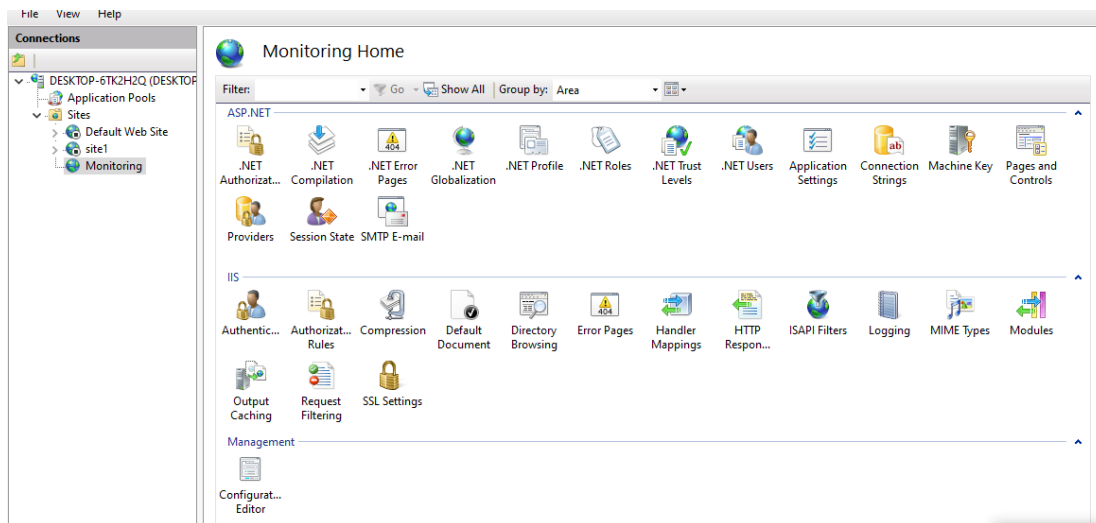 File View Help
Connections
Monitoring Home
DESKTOP-6TK2H2Q (DESKTOP
Application Pools
Sites
Default Web Site
site1
Monitoring
Filter: Go Show All Group by: Area
ASP.NET
.NET Authorizat...
.NET Compilation
.NET Error Pages
.NET Globalization
.NET Profile
.NET Roles
.NET Trust Levels
.NET Users
Application Settings
Connection Strings
Machine Key
Pages and Controls
Providers
Session State
SMTP E-mail
IIS
Authentic...
Authorizat... Rules
Compression
Default Document
Directory Browsing
Error Pages
Handler Mappings
HTTP Respon...
ISAPI Filters
Logging
MIME Types
Modules
Output Caching
Request Filtering
SSL Settings
Management
Configurat... Editor